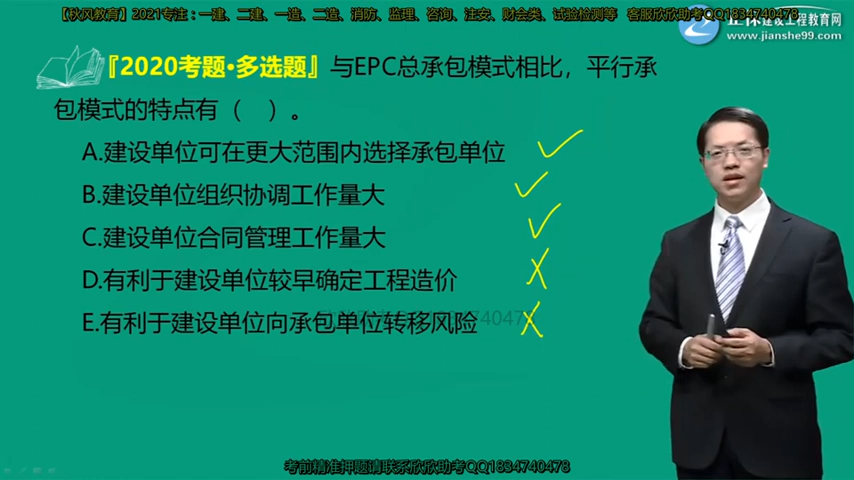 【秋风教育】2021专注：一建、二建、一造、二造、消防、监理、咨询、注安、财会类、试验检测等 客服欣欣助考QQ1834740478
建设工程教育网
www.jianshe99.com
『2020考题·多选题』与EPC总承包模式相比，平行承
包模式的特点有（ ）。
A.建设单位可在更大范围内选择承包单位
B.建设单位组织协调工作量大
C.建设单位合同管理工作量大
D.有利于建设单位较早确定工程造价
E.有利于建设单位向承包单位转移风险
考前精准押题请联系欣欣助考QQ1834740478